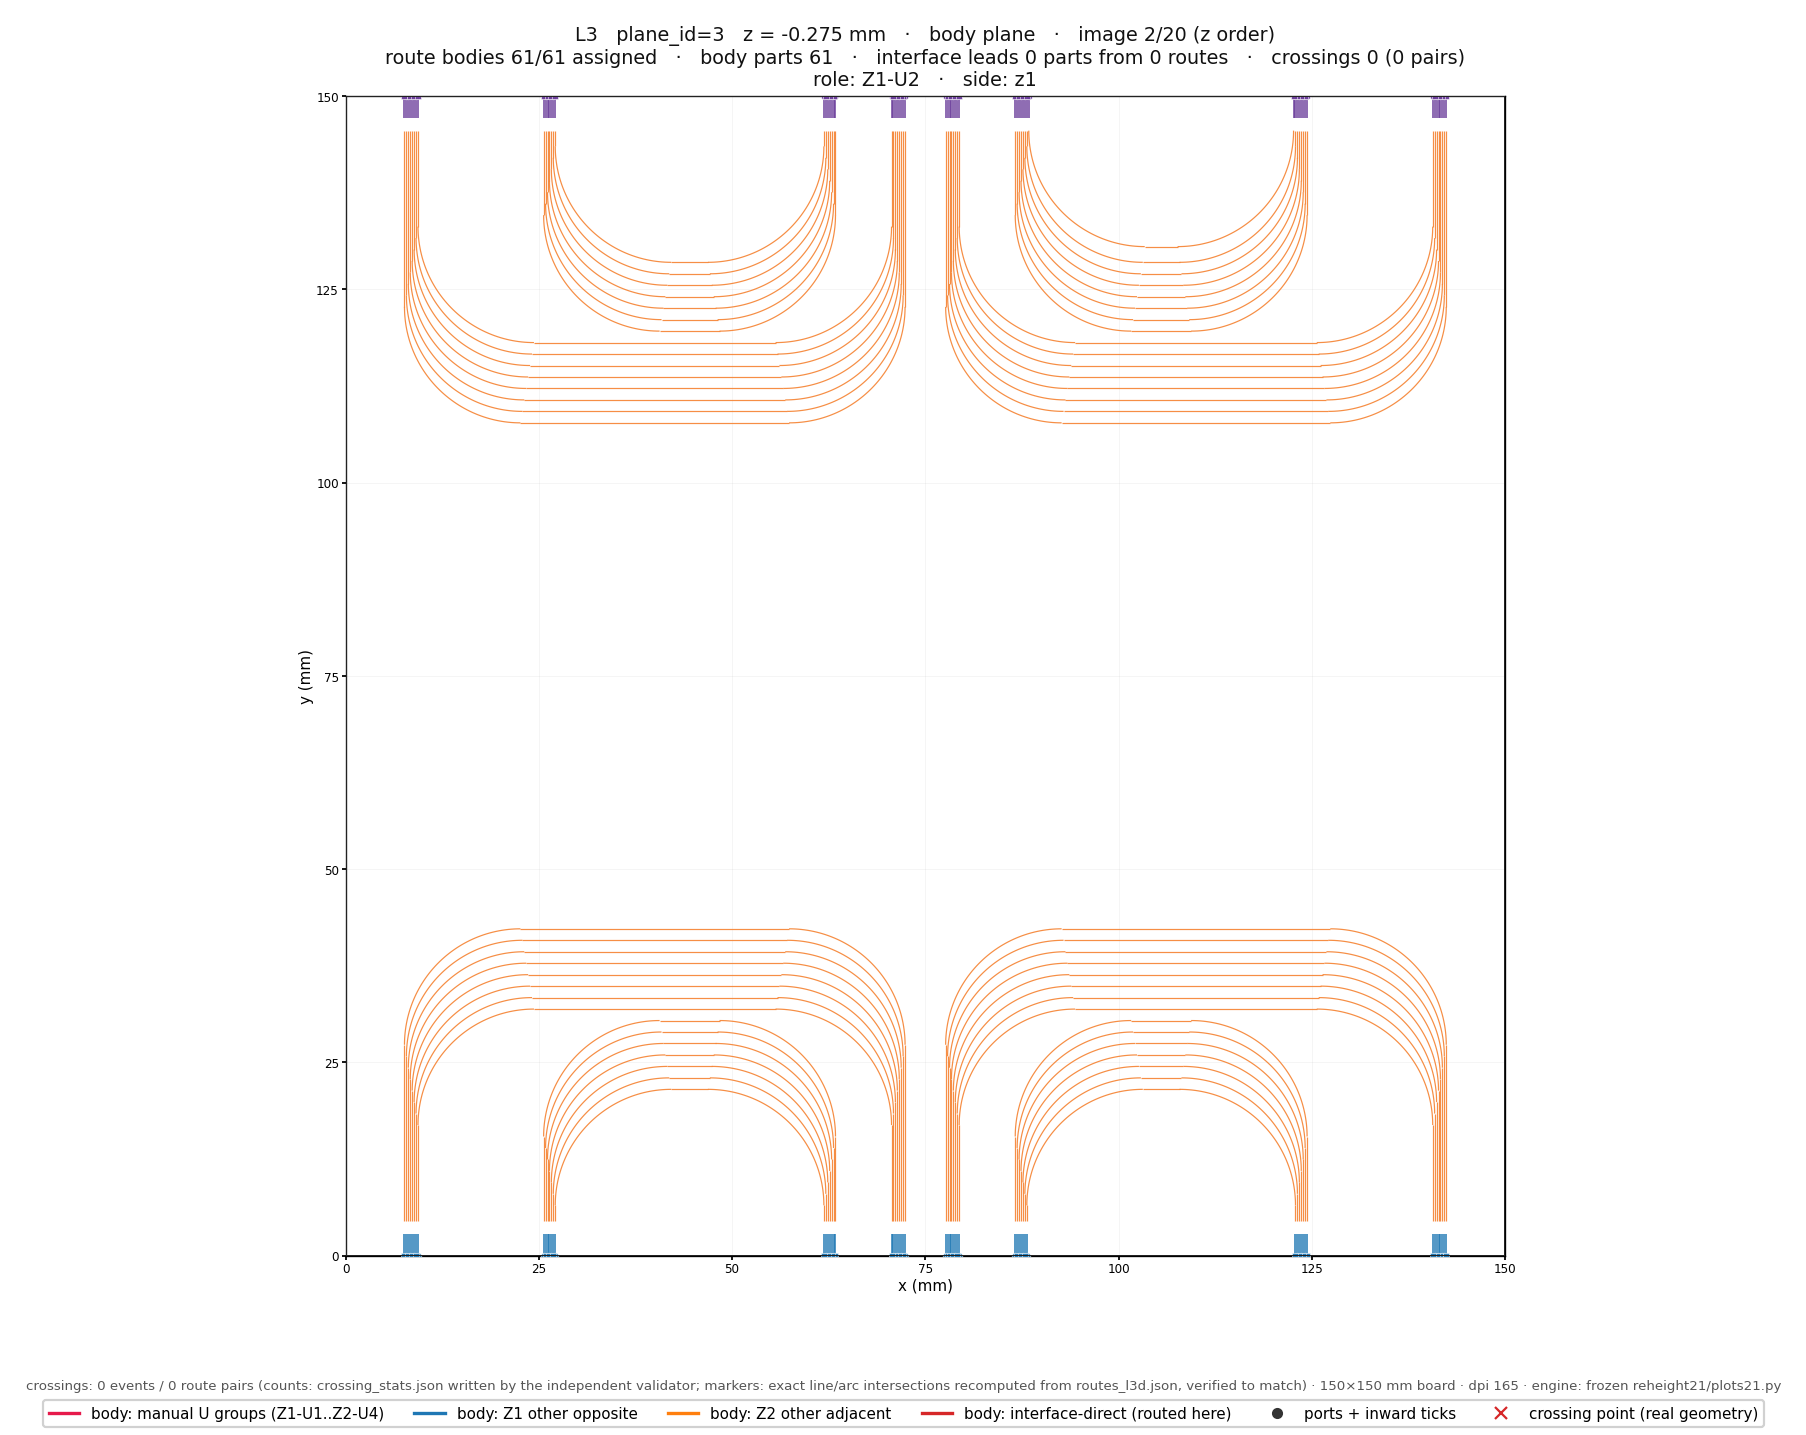 L3   plane_id=3   z = -0.275 mm   ·   body plane   ·   image 2/20 (z order)
route bodies 61/61 assigned   ·   body parts 61   ·   interface leads 0 parts from 0 routes   ·   crossings 0 (0 pairs)
role: Z1-U2   ·   side: z1
150
125
100
75
50
25
0
y (mm)
0 25 50 75 100 125 150
x (mm)
crossings: 0 events / 0 route pairs (counts: crossing_stats.json written by the independent validator; markers: exact line/arc intersections recomputed from routes_l3d.json, verified to match) · 150×150 mm board · dpi 165 · engine: frozen reheight21/plots21.py
body: manual U groups (Z1-U1..Z2-U4) body: Z1 other opposite body: Z2 other adjacent body: interface-direct (routed here) ports + inward ticks crossing point (real geometry)